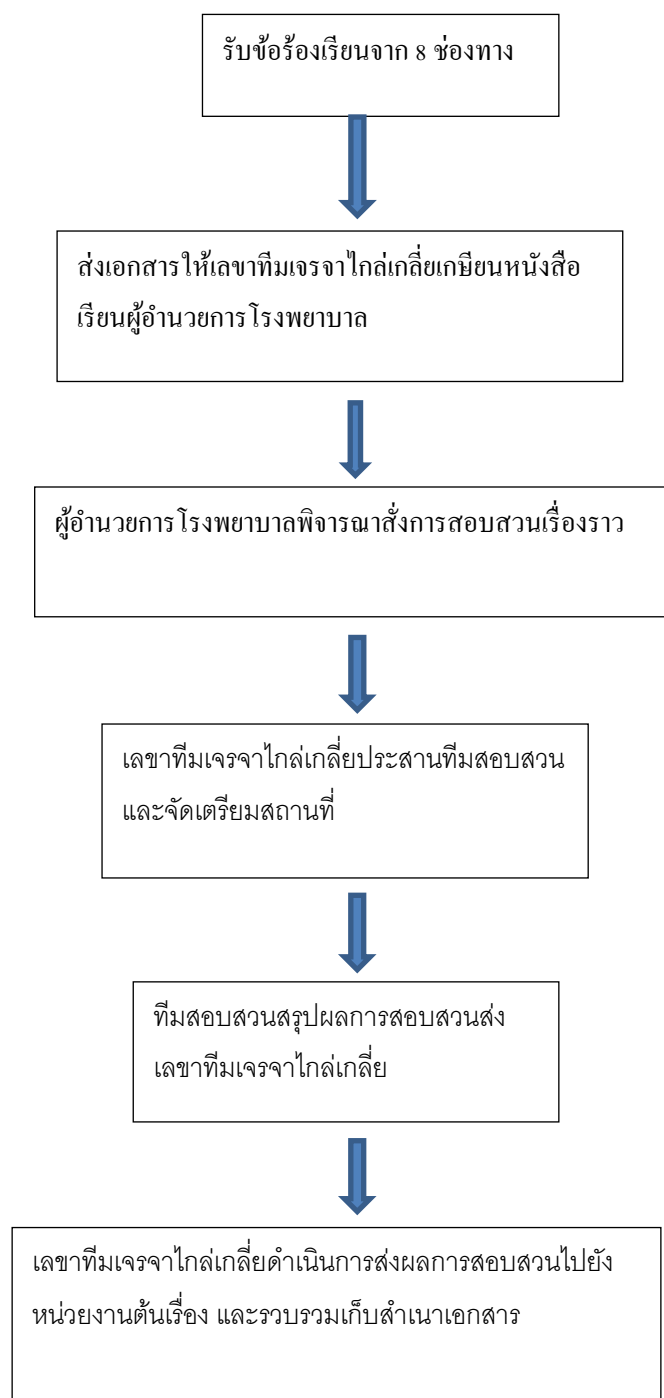 รับข้อร้องเรียนจาก 8 ช่องทาง
ส่งเอกสารให้เลขาทีมเจรจาไกล่เกลี่ยเกษียนหนังสือ
เรียนผู้อำนวยการโรงพยาบาล
ผู้อำนวยการโรงพยาบาลพิจารณาสั่งการสอบสวนเรื่องราว
เลขาทีมเจรจาไกล่เกลี่ยประสานทีมสอบสวน
และจัดเตรียมสถานที่
ทีมสอบสวนสรุปผลการสอบสวนส่ง
เลขาทีมเจรจาไกล่เกลี่ย
เลขาทีมเจรจาไกล่เกลี่ยดำเนินการส่งผลการสอบสวนไปยัง
หน่วยงานต้นเรื่อง และรวบรวมเก็บสำเนาเอกสาร